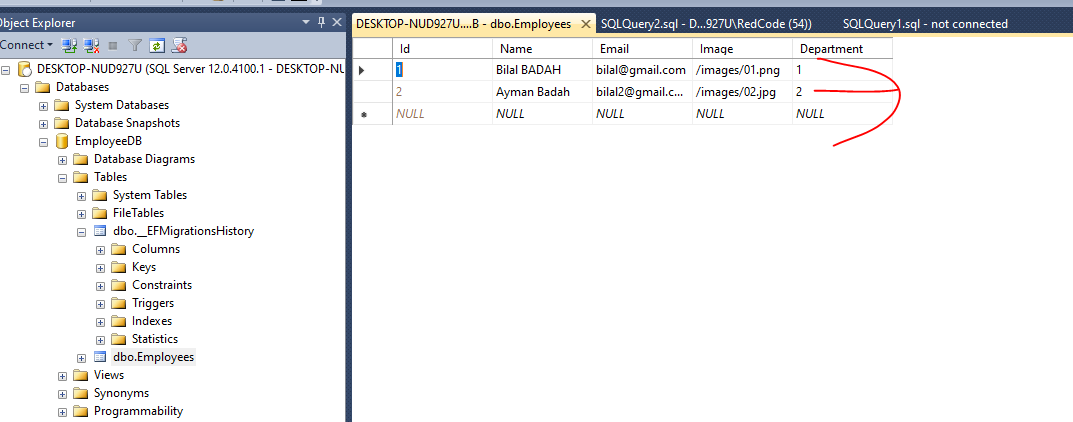 Object Explorer
Connect
DESKTOP-NUD927U (SQL Server 12.0.4100.1 - DESKTOP-NU
Databases
System Databases
Database Snapshots
EmployeeDB
Database Diagrams
Tables
System Tables
FileTables
dbo.__EFMigrationsHistory
Columns
Keys
Constraints
Triggers
Indexes
Statistics
dbo.Employees
Views
Synonyms
Programmability
DESKTOP-NUD927U....B - dbo.Employees SQLQuery2.sql - D...927U\RedCode (54)) SQLQuery1.sql - not connected
Id Name Email Image Department
1 Bilal BADAH bilal@gmail.com /images/01.png 1
2 Ayman Badah bilal2@gmail.c... /images/02.jpg 2
NULL NULL NULL NULL NULL